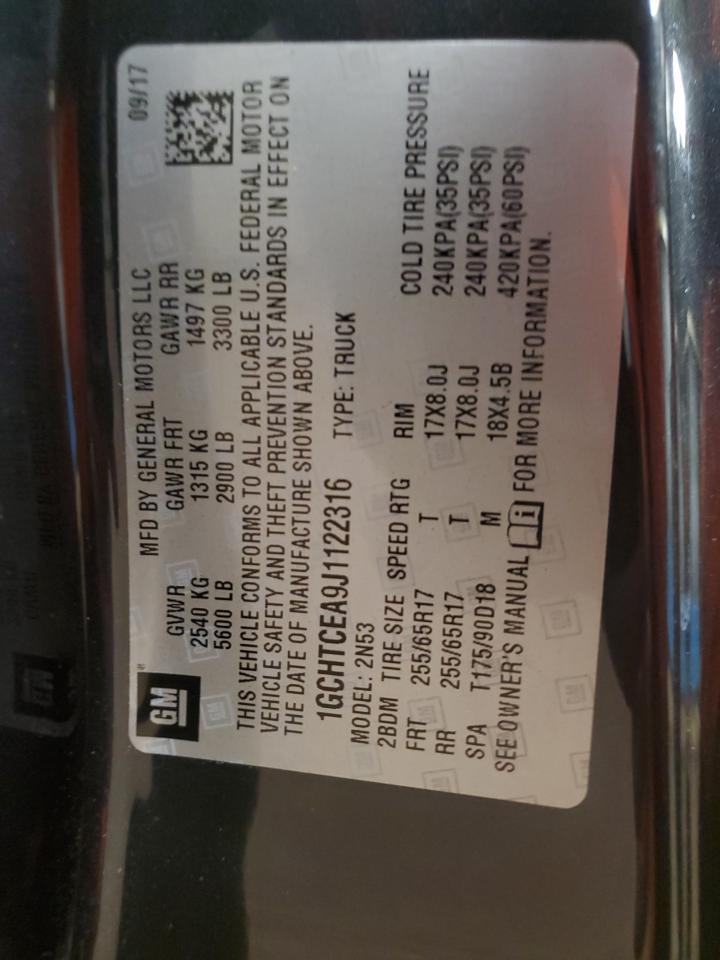 GM
MFD BY GENERAL MOTORS LLC 09/17
GVWR GAWR FRT GAWR RR
2540 KG 1315 KG 1497 KG
5600 LB 2900 LB 3300 LB
THIS VEHICLE CONFORMS TO ALL APPLICABLE U.S. FEDERAL MOTOR
VEHICLE SAFETY AND THEFT PREVENTION STANDARDS IN EFFECT ON
THE DATE OF MANUFACTURE SHOWN ABOVE.
1GCHTCEA9J1122316 TYPE: TRUCK
MODEL: 2N53
2BDM TIRE SIZE SPEED RTG RIM COLD TIRE PRESSURE
FRT 255/65R17 T 17X8.0J 240KPA(35PSI)
RR 255/65R17 T 17X8.0J 240KPA(35PSI)
SPA T175/90D18 M 18X4.5B 420KPA(60PSI)
SEE OWNER'S MANUAL i FOR MORE INFORMATION.